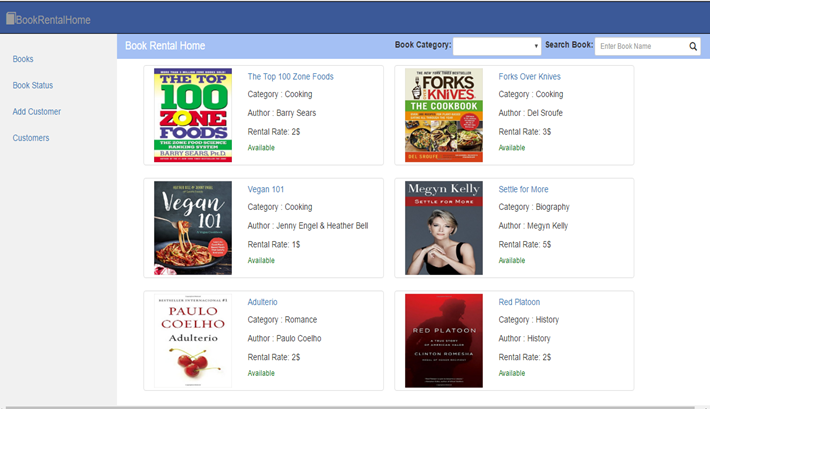 BookRentalHome
Books
Book Status
Add Customer
Customers
Book Rental Home
Book Category:
Search Book:
Enter Book Name
THE TOP
100
ZONE
FOODS
THE ZONE FOOD SCIENCE
RANKING SYSTEM
BARRY SEARS, Ph.D.
The Top 100 Zone Foods
Category : Cooking
Author : Barry Sears
Rental Rate: 2$
Available
FORKS
OVER
KNIVES
THE COOKBOOK
DEL SROUFE
Forks Over Knives
Category : Cooking
Author : Del Sroufe
Rental Rate: 3$
Available
Vegan
101
Vegan 101
Category : Cooking
Author : Jenny Engel & Heather Bell
Rental Rate: 1$
Available
Megyn Kelly
SETTLE FOR MORE
Settle for More
Category : Biography
Author : Megyn Kelly
Rental Rate: 5$
Available
BESTSELLER INTERNACIONAL #1
PAULO
COELHO
Adulterio
Adulterio
Category : Romance
Author : Paulo Coelho
Rental Rate: 2$
Available
RED PLATOON
A TRUE STORY OF AMERICAN VALOR
CLINTON ROMESHA
Red Platoon
Category : History
Author : History
Rental Rate: 2$
Available